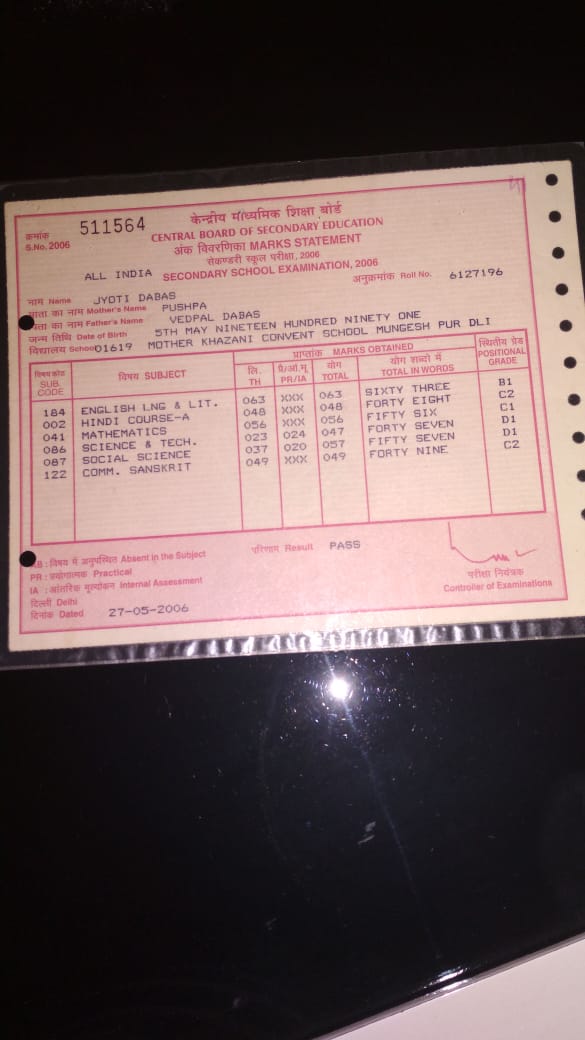 केन्द्रीय माध्यमिक शिक्षा बोर्ड
क्रमांक
S.No. 2006 511564
CENTRAL BOARD OF SECONDARY EDUCATION
अंक विवरणिका MARKS STATEMENT
सेकण्डरी स्कूल परीक्षा, 2006
ALL INDIA SECONDARY SCHOOL EXAMINATION, 2006
अनुक्रमांक Roll No. 6127196
नाम Name JYOTI DABAS
माता का नाम Mother's Name PUSHPA
का नाम Father's Name VEDPAL DABAS
जन्म तिथि Date of Birth 5TH MAY NINETEEN HUNDRED NINETY ONE
विद्यालय School 01619 MOTHER KHAZANI CONVENT SCHOOL MUNGESH PUR DLI
प्राप्तांक MARKS OBTAINED
विषय कोड SUB. CODE विषय SUBJECT लि. TH प्रै/आं.मू PR/IA योग TOTAL योग शब्दो में TOTAL IN WORDS स्थितीय ग्रेड POSITIONAL GRADE
184 ENGLISH LNG & LIT. 063 XXX 063 SIXTY THREE B1
002 HINDI COURSE-A 048 XXX 048 FORTY EIGHT C2
041 MATHEMATICS 056 XXX 056 FIFTY SIX C1
086 SCIENCE & TECH. 023 024 047 FORTY SEVEN D1
087 SOCIAL SCIENCE 037 020 057 FIFTY SEVEN D1
122 COMM. SANSKRIT 049 XXX 049 FORTY NINE C2
परिणाम Result PASS
AB : विषय में अनुपस्थित Absent in the Subject
PR : प्रयोगात्मक Practical
IA : आंतरिक मूल्यांकन Internal Assessment
दिल्ली Delhi
दिनांक Dated 27-05-2006
परीक्षा नियंत्रक
Controller of Examinations